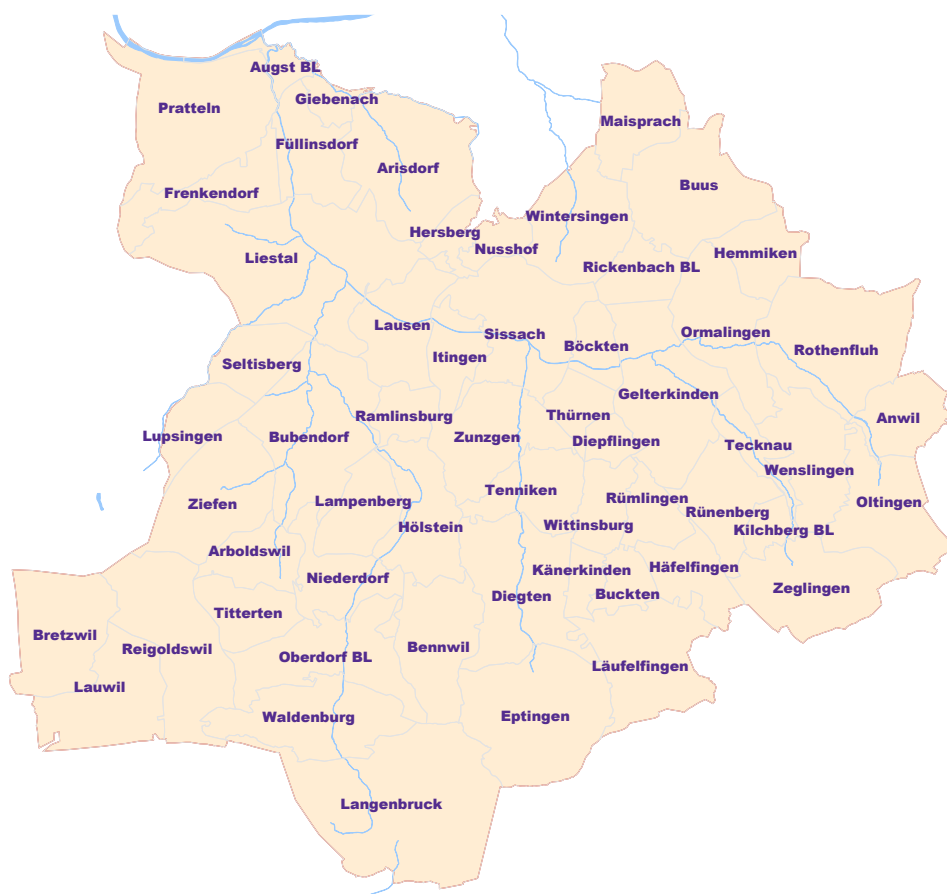 Augst BL
Giebenach
Pratteln
Maisprach
Füllinsdorf
Arisdorf
Buus
Frenkendorf
Wintersingen
Hersberg
Nusshof
Hemmiken
Liestal
Rickenbach BL
Lausen
Sissach
Ormalingen
Böckten
Rothenfluh
Itingen
Seltisberg
Gelterkinden
Ramlinsburg
Thürnen
Anwil
Lupsingen
Bubendorf
Zunzgen
Diepflingen
Tecknau
Wenslingen
Tenniken
Rümlingen
Ziefen
Lampenberg
Oltingen
Rünenberg
Hölstein
Wittinsburg
Kilchberg BL
Arboldswil
Häfelfingen
Känerkinden
Niederdorf
Zeglingen
Diegten
Buckten
Titterten
Bretzwil
Reigoldswil
Bennwil
Oberdorf BL
Läufelfingen
Lauwil
Waldenburg
Eptingen
Langenbruck